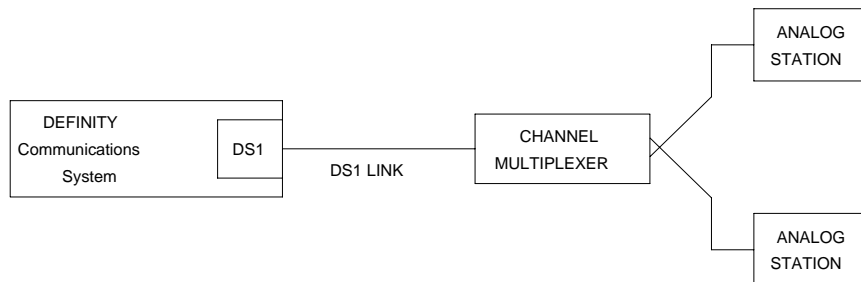 DEFINITY
Communications
System
DS1
DS1 LINK
CHANNEL
MULTIPLEXER
ANALOG
STATION
ANALOG
STATION